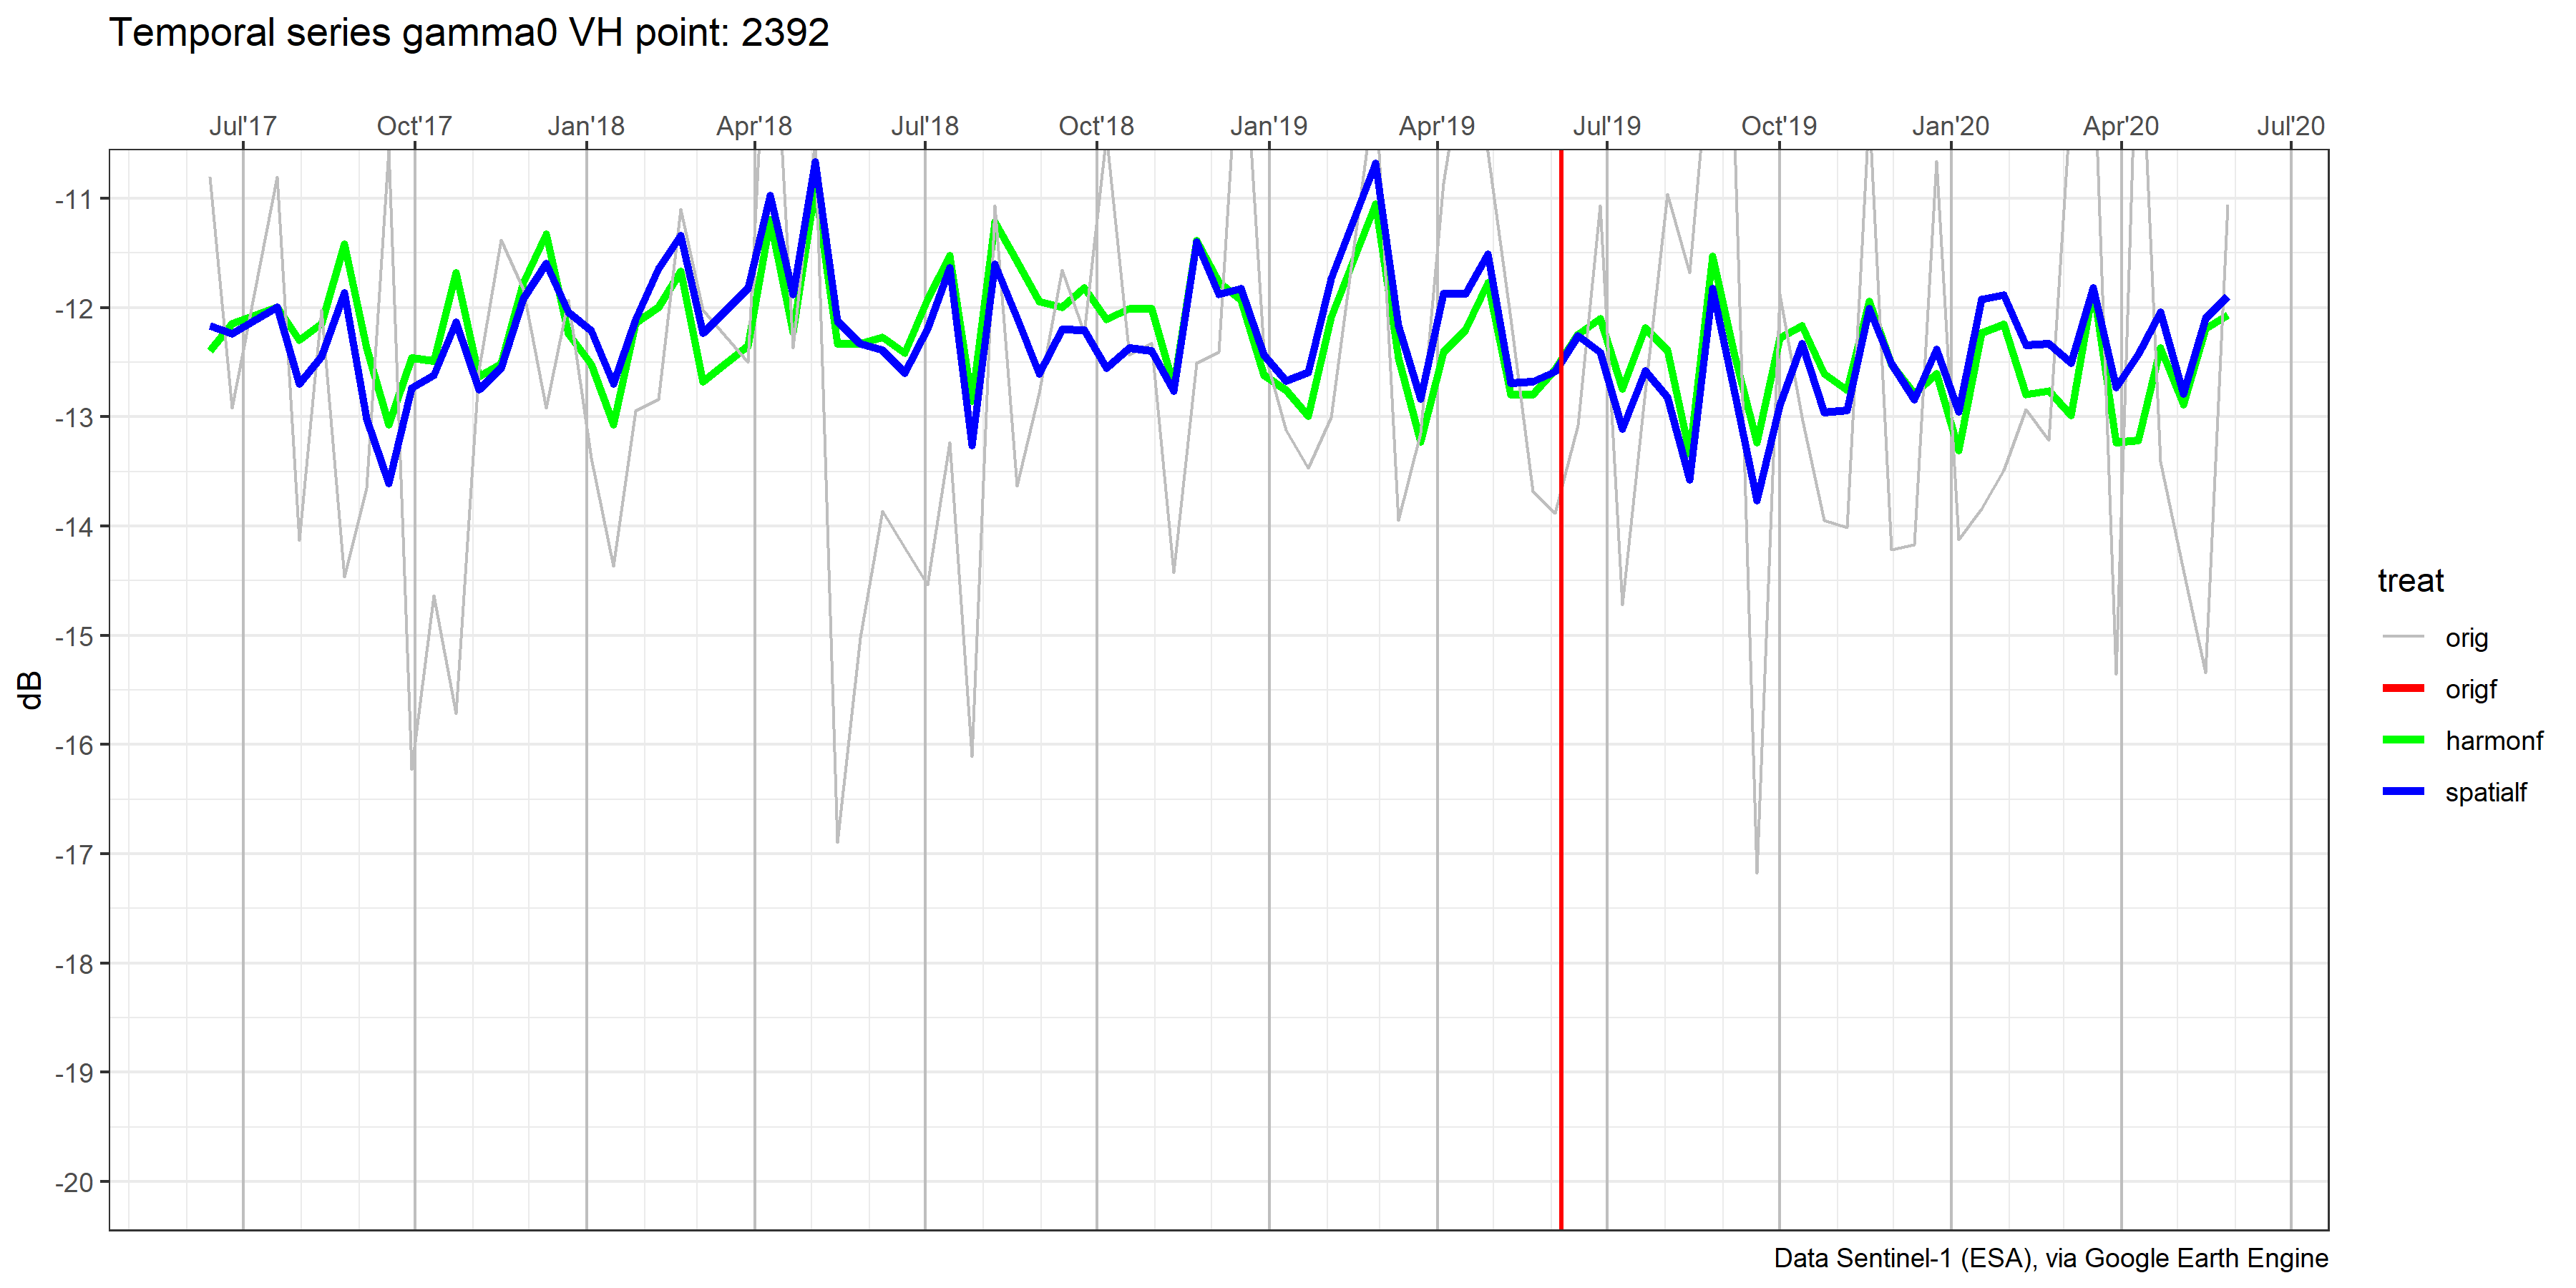 Temporal series gamma0 VH point: 2392
Jul'17 Oct'17 Jan'18 Apr'18 Jul'18 Oct'18 Jan'19 Apr'19 Jul'19 Oct'19 Jan'20 Apr'20 Jul'20
-11
-12
-13
-14
-15
-16
-17
-18
-19
-20
dB
treat
orig
origf
harmonf
spatialf
Data Sentinel-1 (ESA), via Google Earth Engine